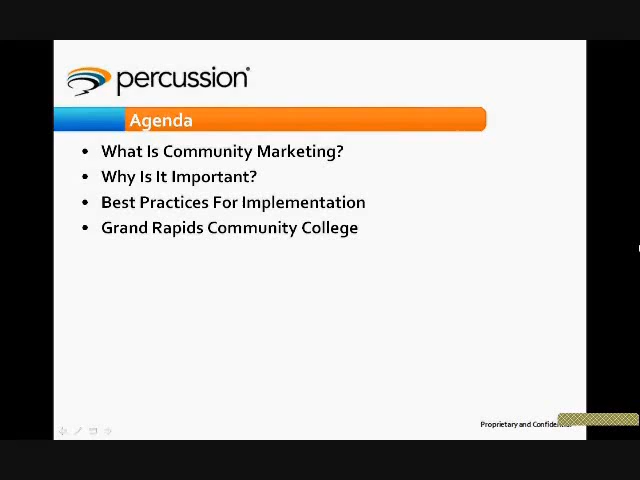 percussion®
Agenda
• What Is Community Marketing?
• Why Is It Important?
• Best Practices For Implementation
• Grand Rapids Community College
Proprietary and